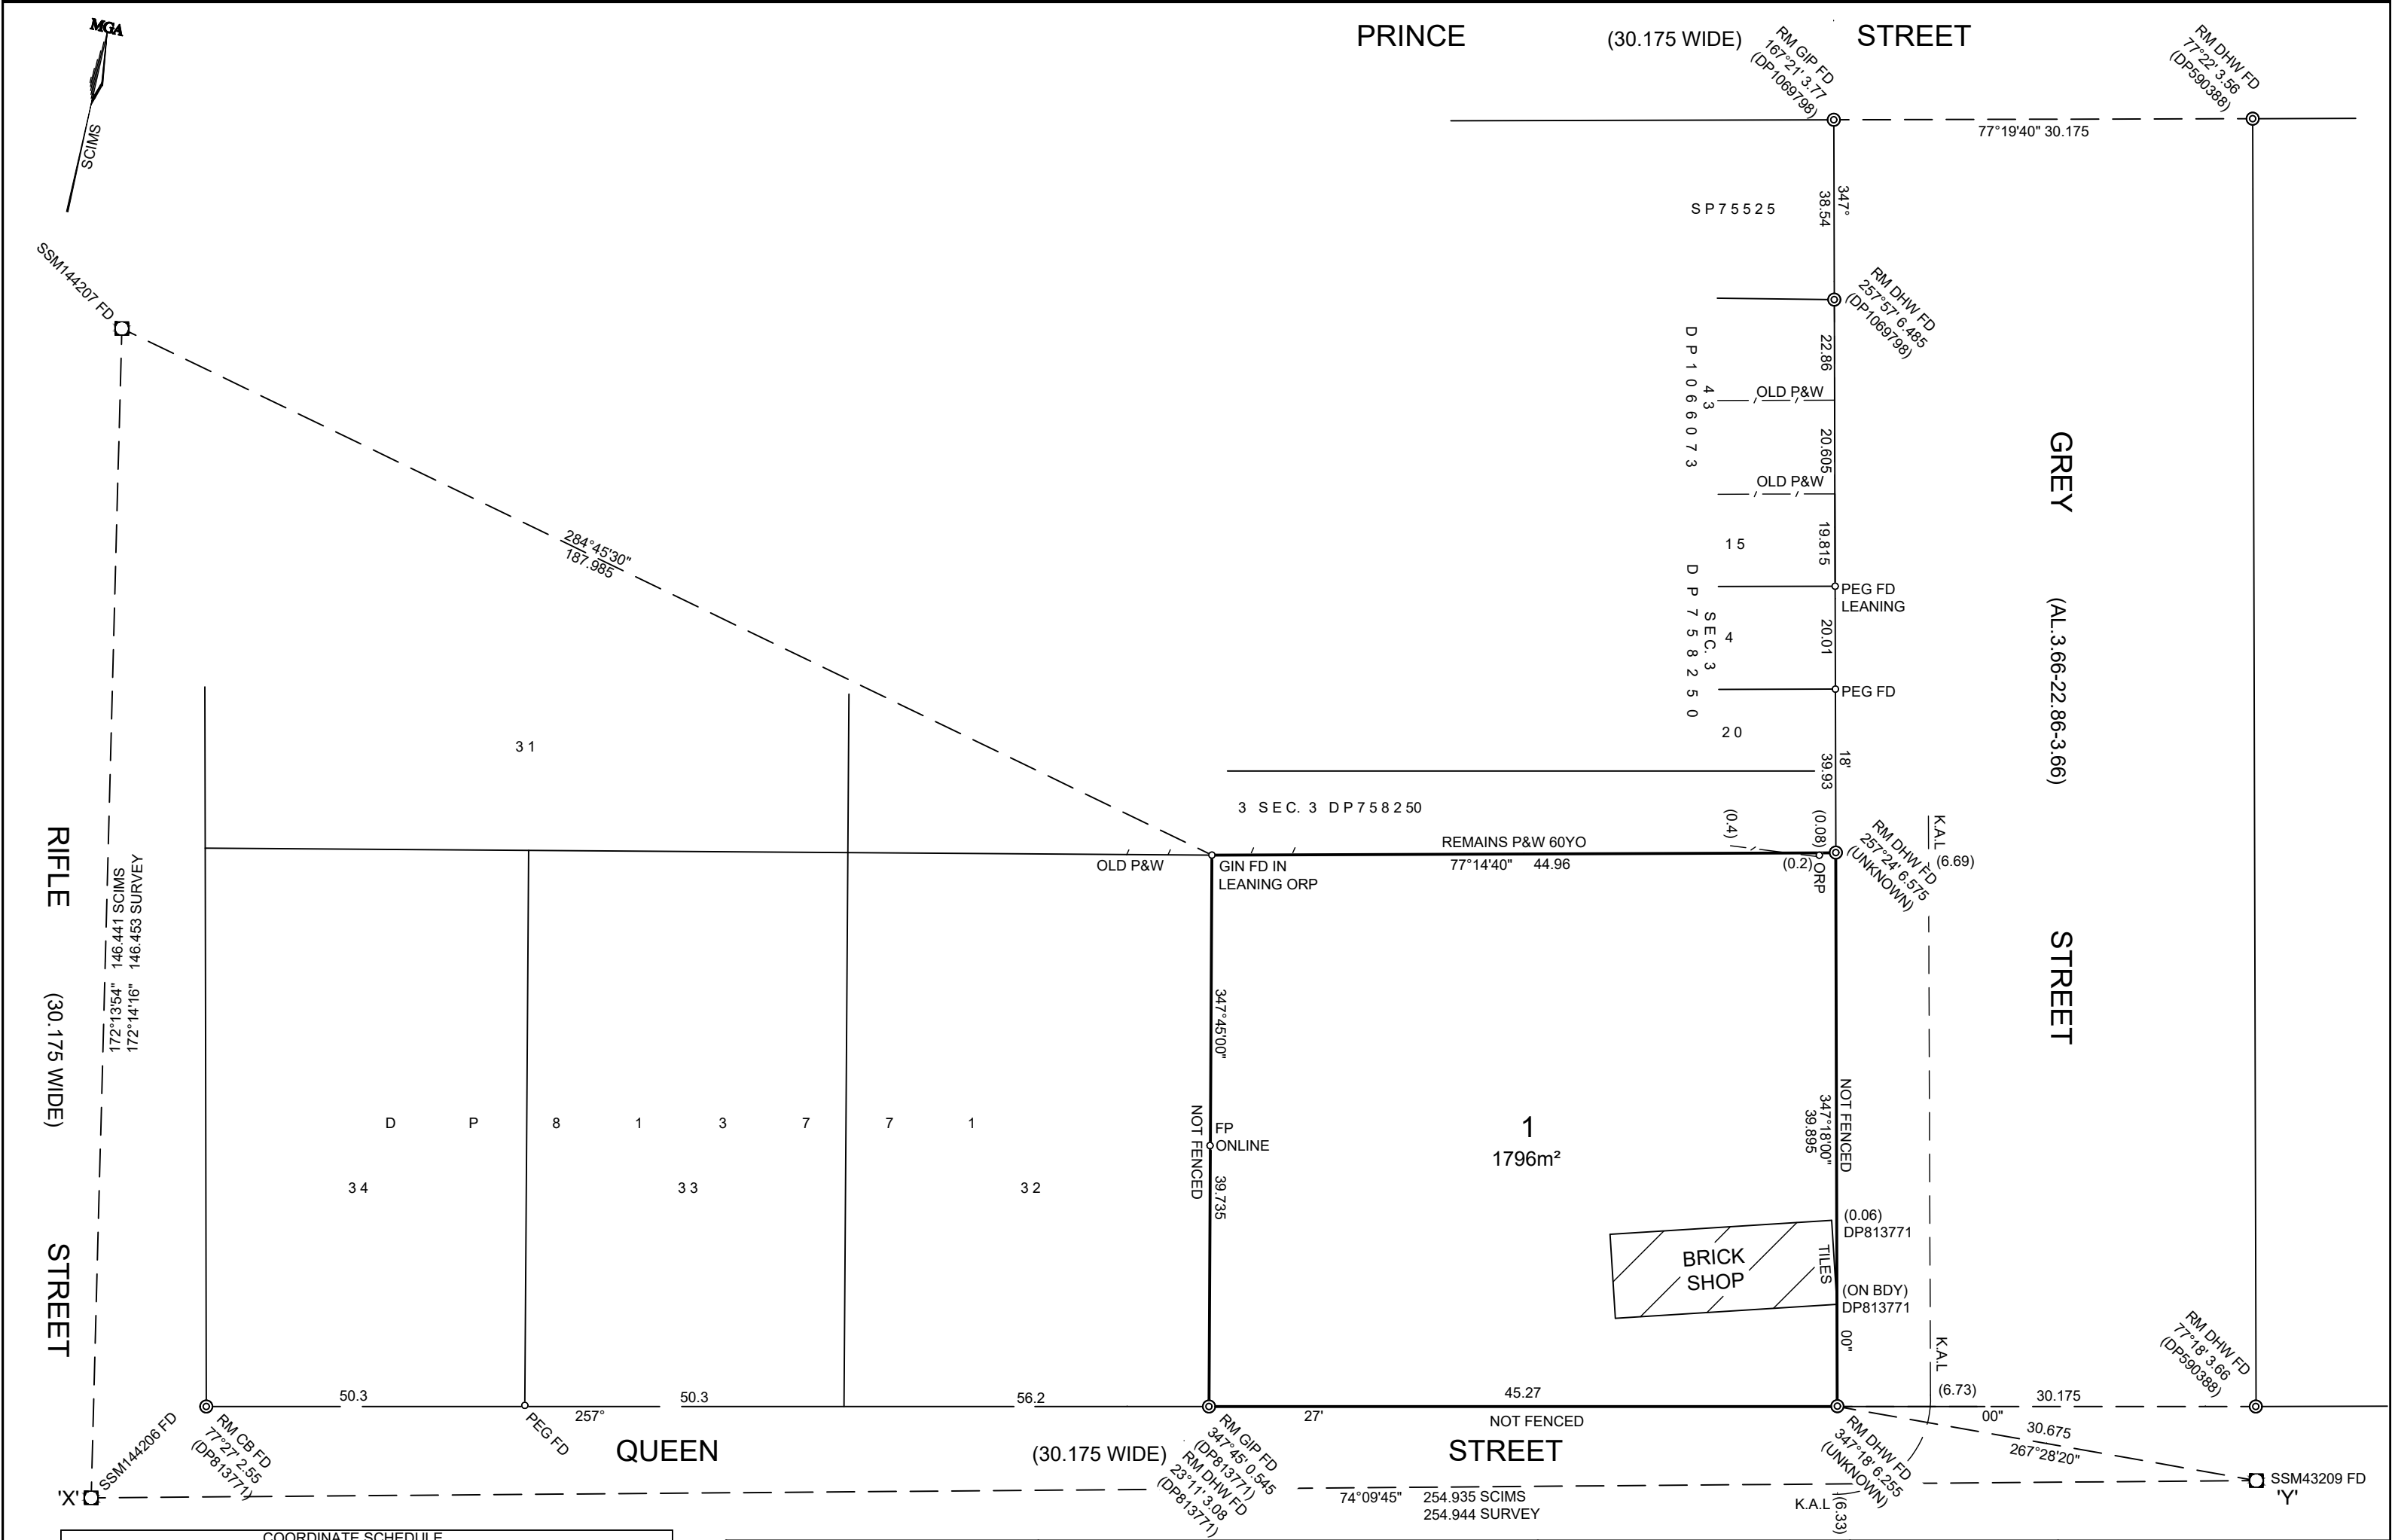 MGA
SCIMS
PRINCE (30.175 WIDE) STREET
RM GIP FD
167°21' 3.77
(DP1069798)
RM DHW FD
77°22' 3.56
(DP590388)
77°19'40" 30.175
347°
38.54
SP75525
RM DHW FD
257°57' 6.485
(DP1069798)
SSM144207 FD
22.86
43
DP1066073
OLD P&W
20.605
OLD P&W
19.815
15
PEG FD
LEANING
20.01
4
SEC. 3
DP758250
PEG FD
20
18'
39.93
GREY (AL.3.66-22.86-3.66) STREET
284°45'30"
187.985
31
3 SEC. 3 DP758250
REMAINS P&W 60YO
77°14'40" 44.96
(0.4)
(0.08)
(0.2)
ORP
RM DHW FD
257°24' 6.575
(UNKNOWN)
K.A.L
(6.69)
OLD P&W
GIN FD IN
LEANING ORP
RIFLE (30.175 WIDE) STREET
172°13'54" 146.441 SCIMS
172°14'16" 146.453 SURVEY
347°45'00"
NOT FENCED
FP
ONLINE
39.735
DP813771
34
33
32
1
1796m²
NOT FENCED
347°18'00"
39.895
(0.06)
DP813771
TILES
BRICK
SHOP
(ON BDY)
DP813771
00"
K.A.L
(6.73)
RM DHW FD
77°18' 3.66
(DP590388)
50.3
50.3
56.2
45.27
30.175
257°
27'
NOT FENCED
00"
SSM144206 FD
RM CB FD
77°27' 2.55
(DP813771)
PEG FD
QUEEN (30.175 WIDE) STREET
RM GIP FD
347°45' 0.545
(DP813771)
RM DHW FD
23°11' 3.08
(DP813771)
RM DHW FD
347°18' 6.255
(UNKNOWN)
30.675
267°28'20"
SSM43209 FD
'Y'
'X'
74°09'45" 254.935 SCIMS
254.944 SURVEY
K.A.L
(6.33)
COORDINATE SCHEDULE